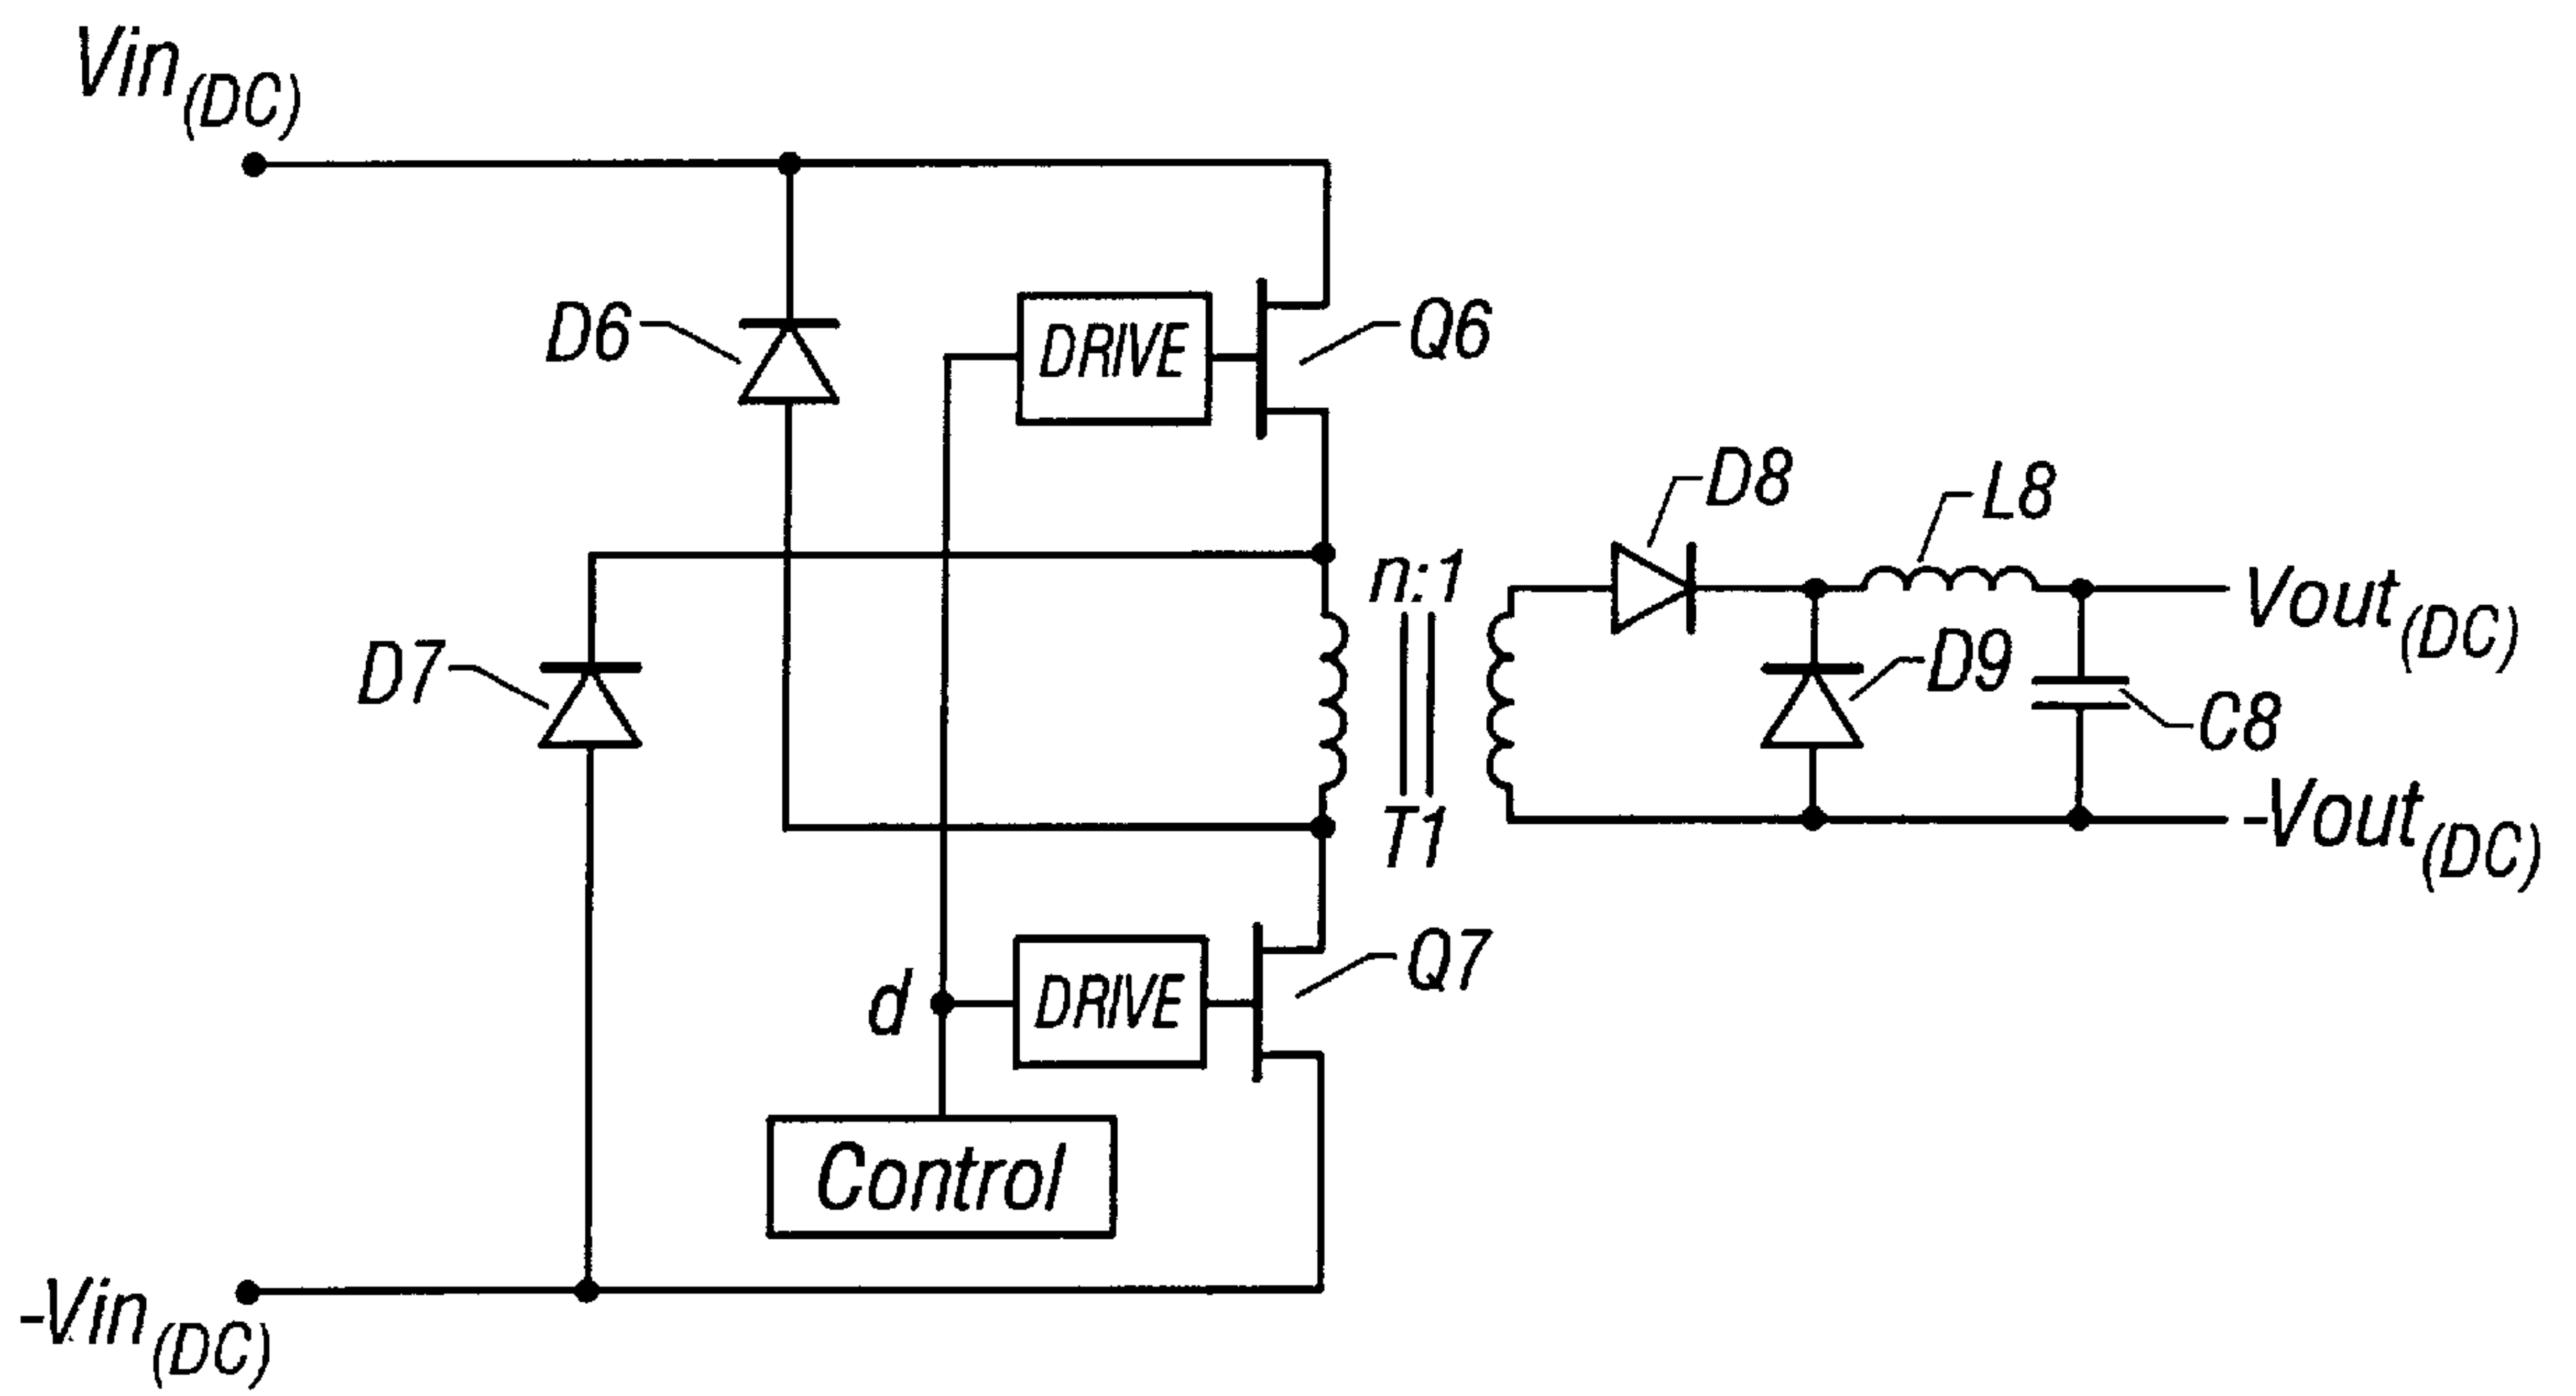 Vin(DC)
D6
DRIVE
Q6
D8
L8
n:1
Vout(DC)
D7
D9
C8
T1
-Vout(DC)
d
DRIVE
Q7
Control
-Vin(DC)